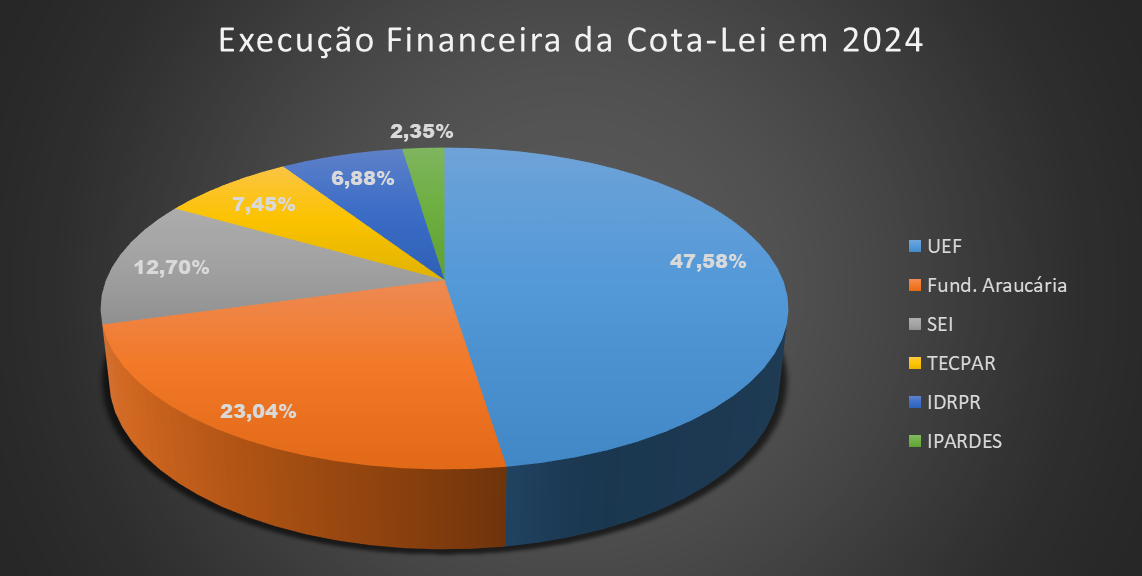 Execução Financeira da Cota-Lei em 2024
2,35%
6,88%
7,45%
12,70%
47,58%
23,04%
UEF
Fund. Araucária
SEI
TECPAR
IDRPR
IPARDES